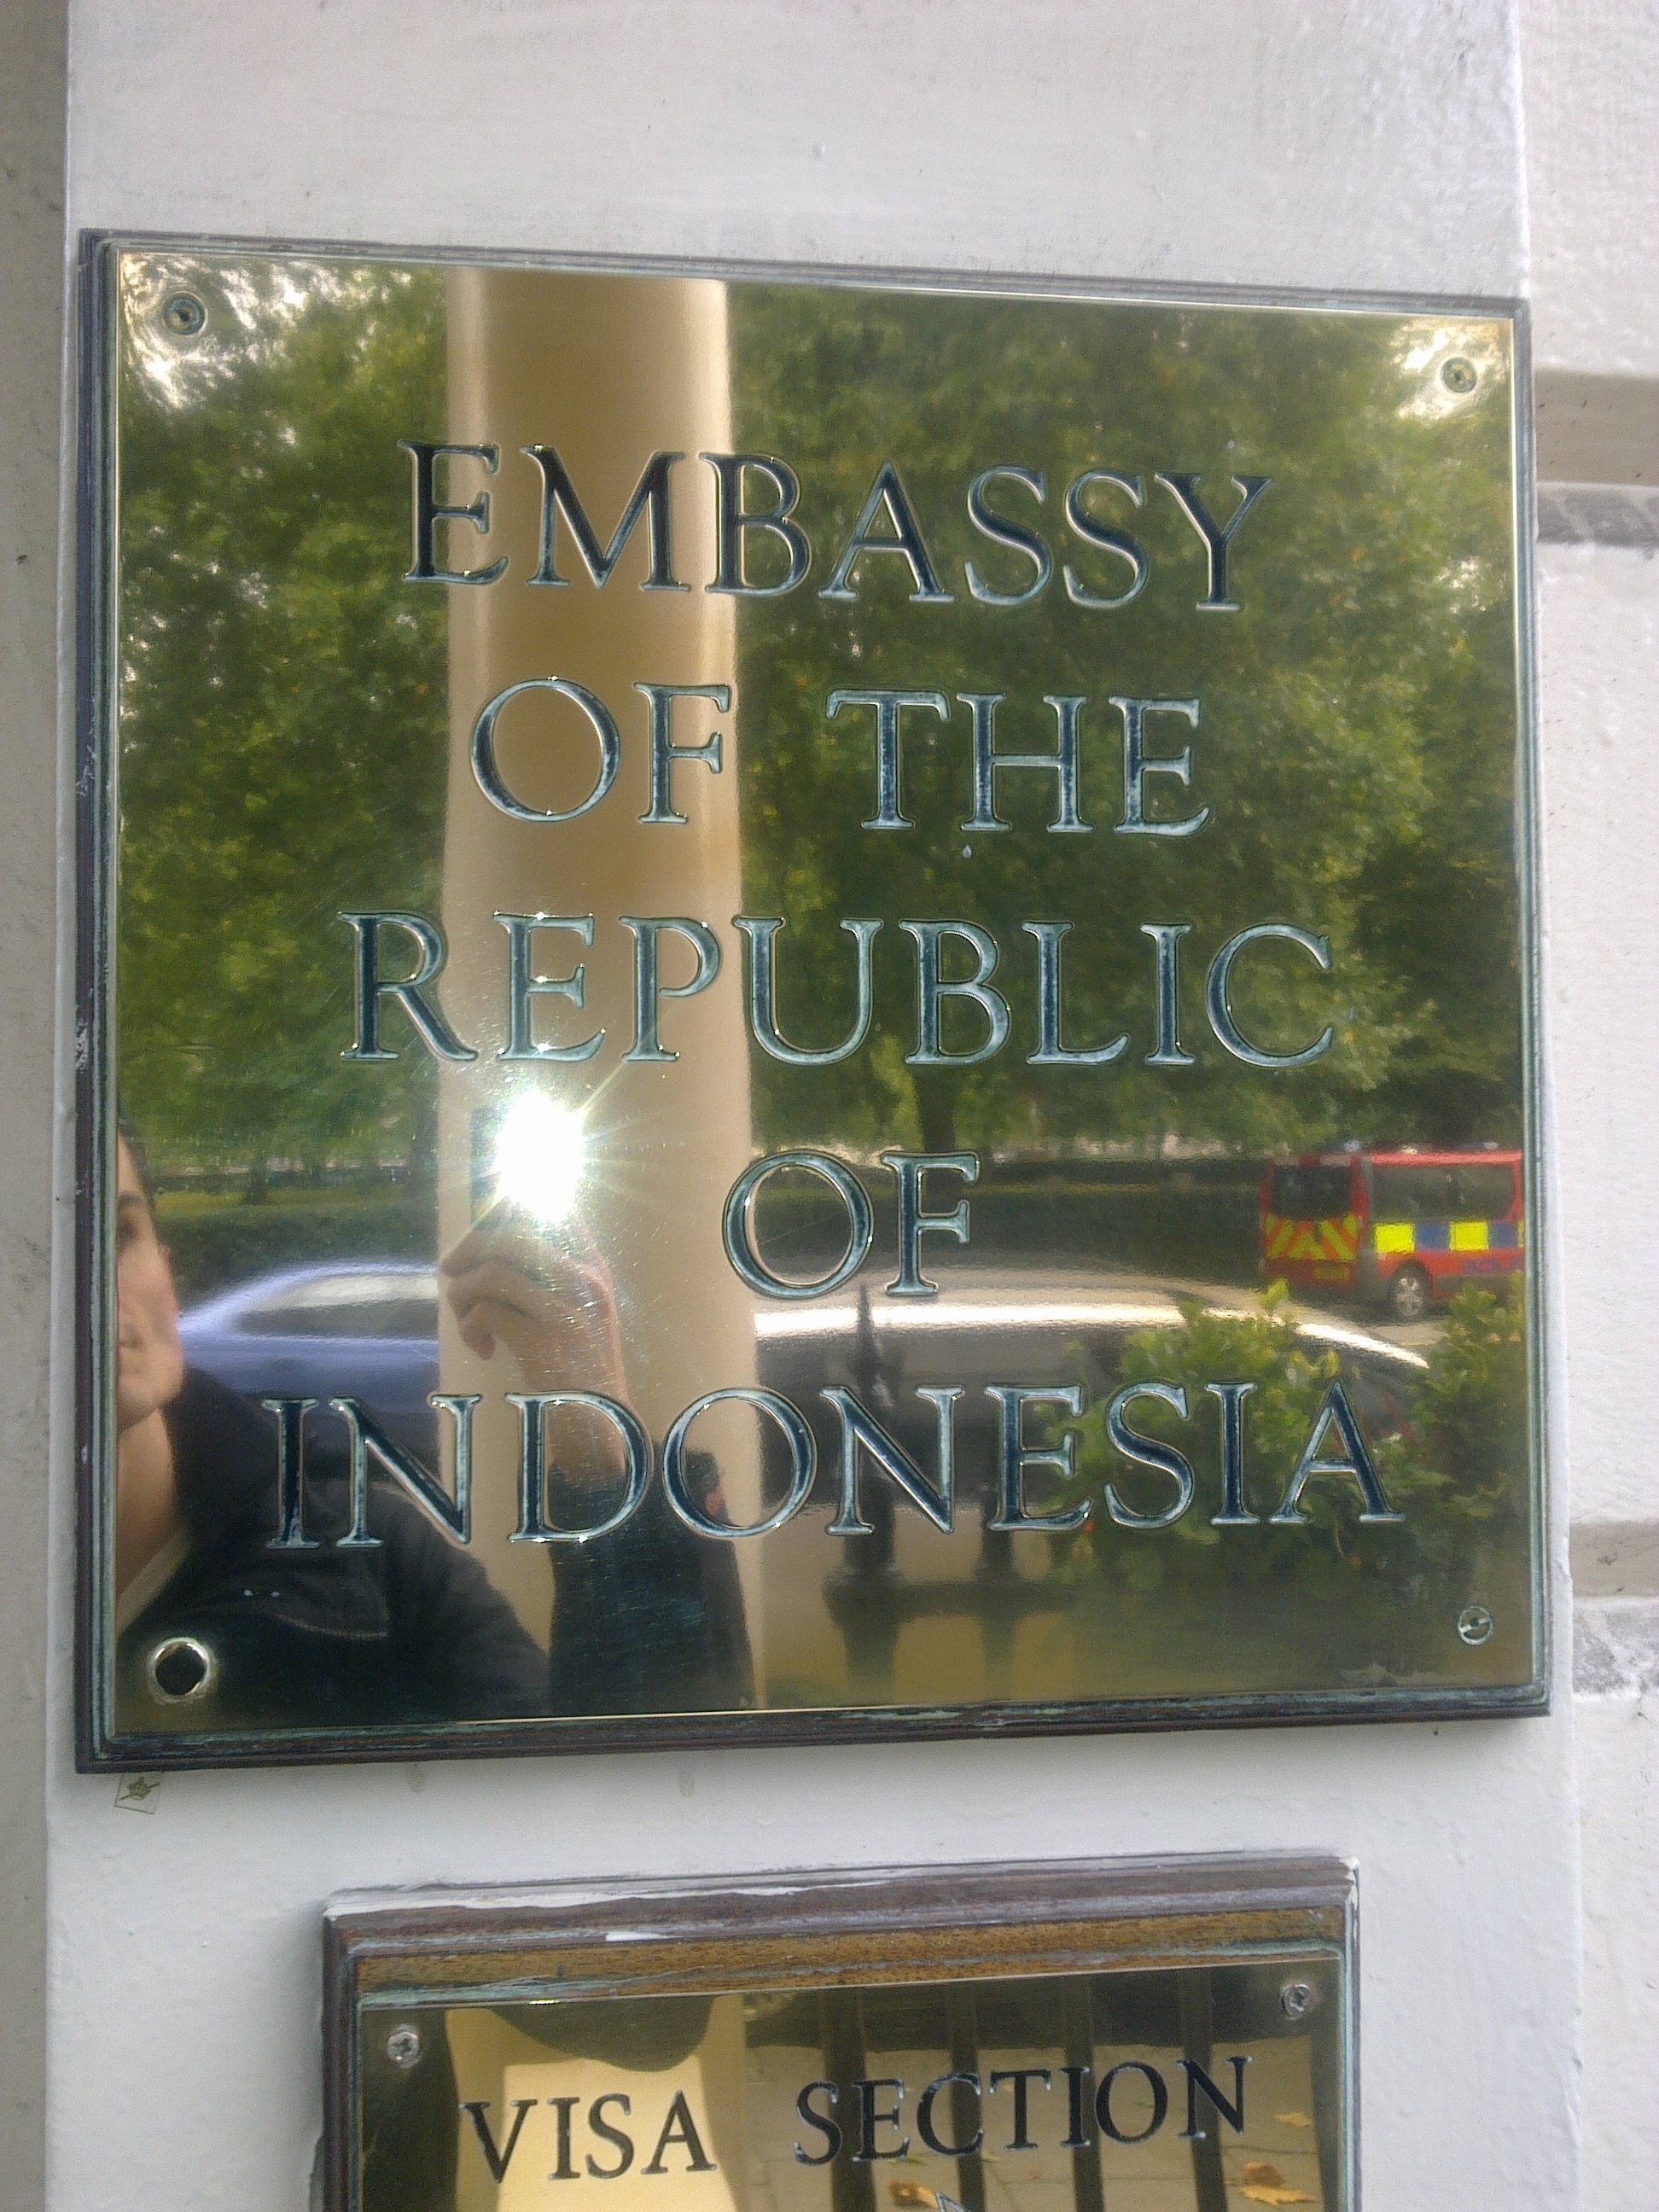 EMBASSY
OF THE
REPUBLIC
OF
INDONESIA
VISA SECTION